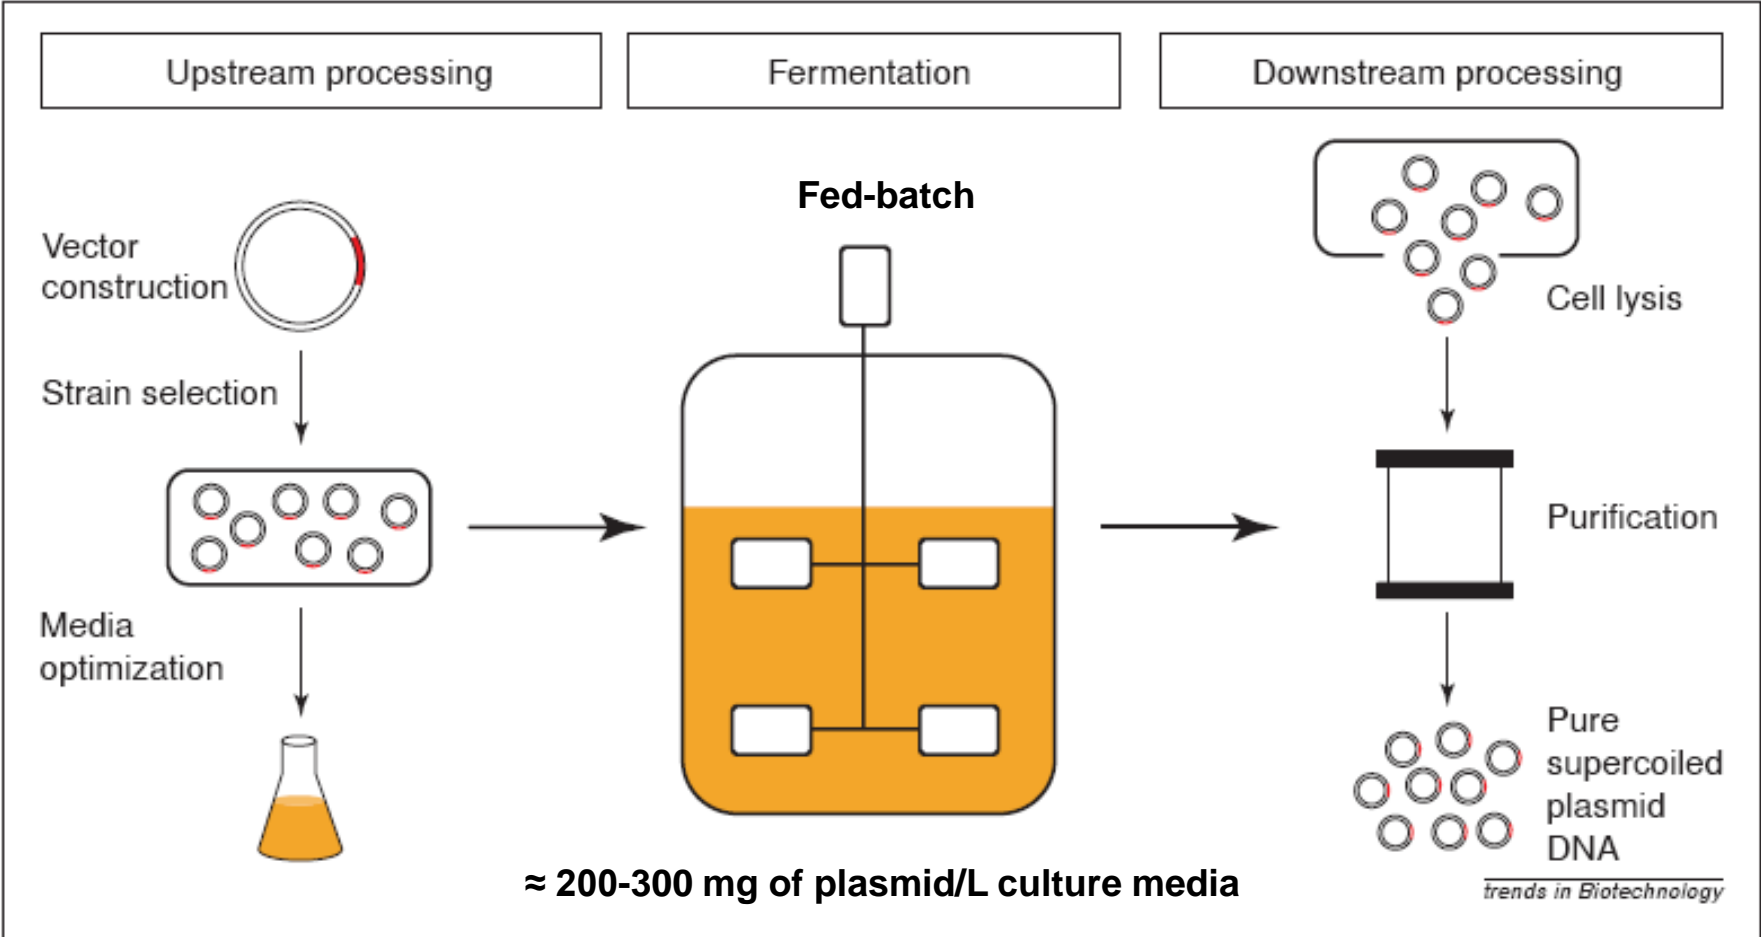 Upstream processing
Fermentation
Downstream processing
Vector
construction
Strain selection
Media
optimization
Fed-batch
≈ 200-300 mg of plasmid/L culture media
Cell lysis
Purification
Pure
supercoiled
plasmid
DNA
trends in Biotechnology